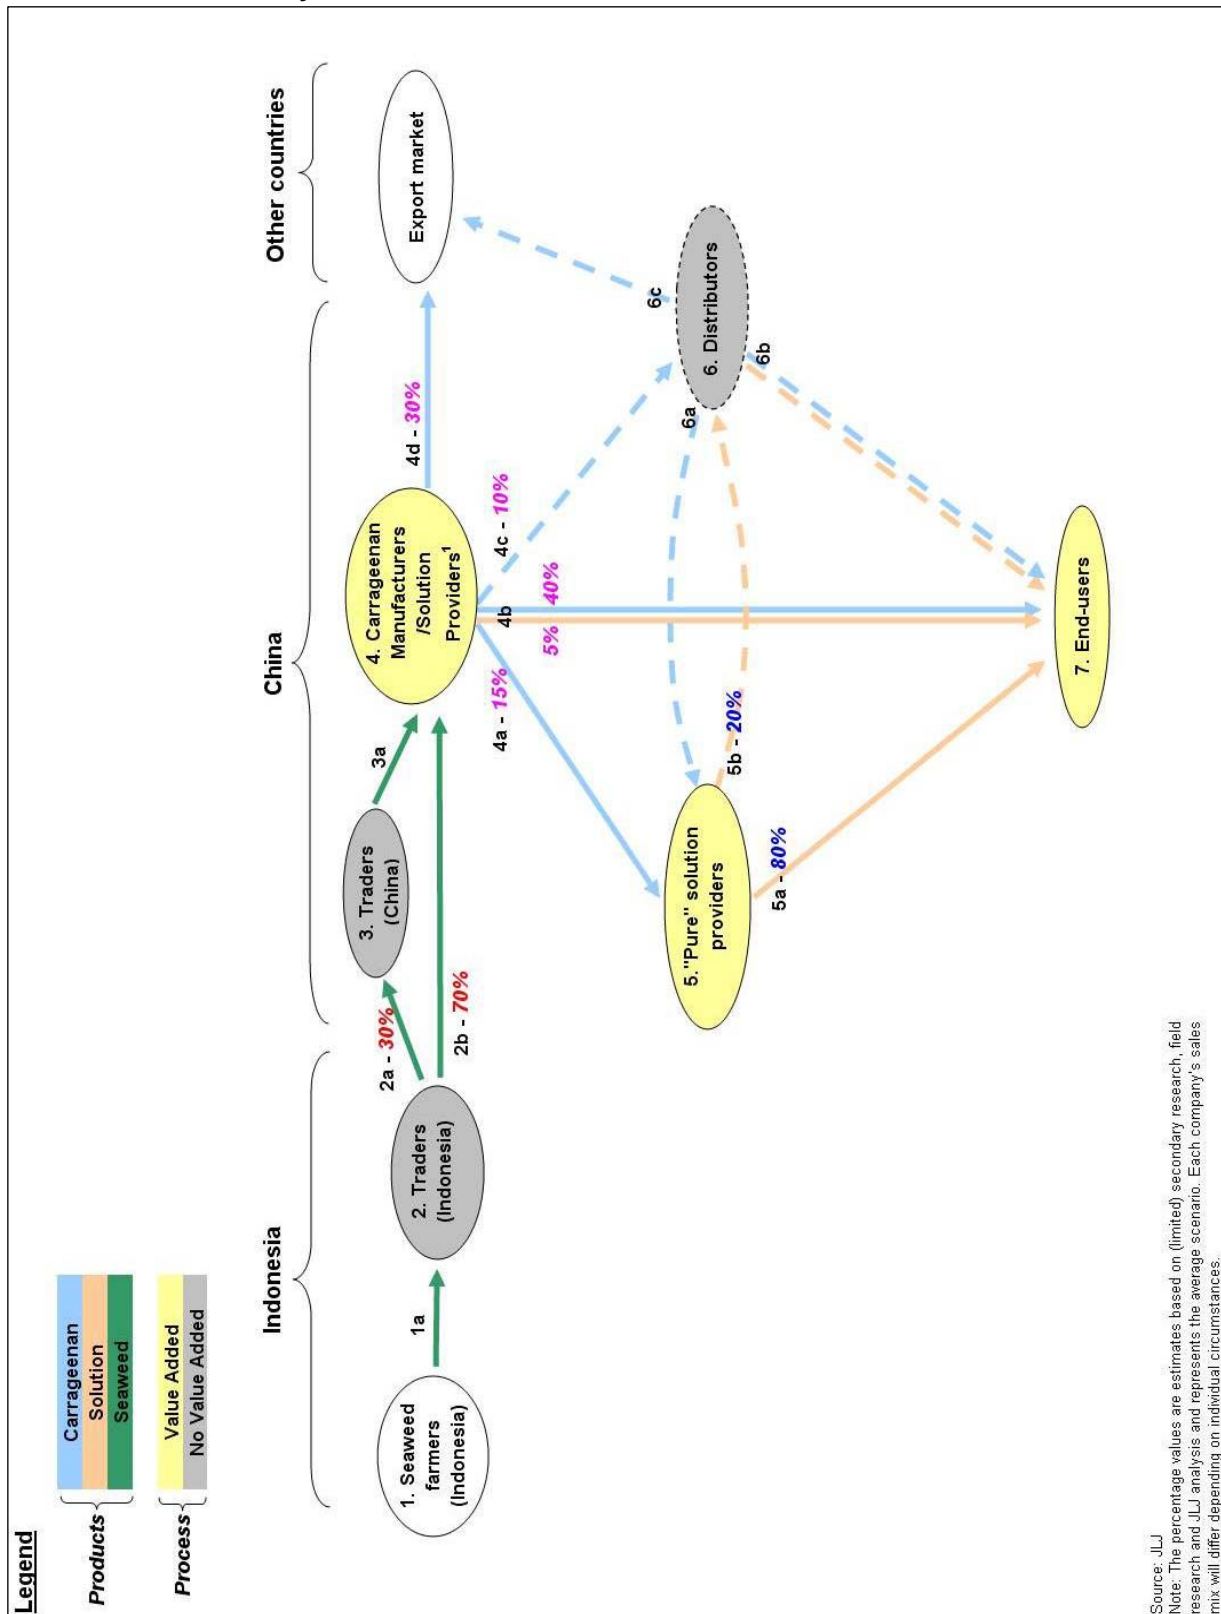 Legend
Products
Carrageenan
Solution
Seaweed
Process
Value Added
No Value Added
Indonesia
China
Other countries
1. Seaweed
farmers
(Indonesia)
1a
2. Traders
(Indonesia)
2a - 30%
2b - 70%
3. Traders
(China)
3a
4. Carrageenan
Manufacturers
/Solution
Providers¹
4d - 30%
Export market
4a - 15%
4b
5% 40%
4c - 10%
5."Pure" solution
providers
5a - 80%
5b - 20%
6. Distributors
6a
6b
6c
7. End-users
Source: JLJ
Note: The percentage values are estimates based on (limited) secondary research, field
research and JLJ analysis and represents the average scenario. Each company's sales
mix will differ depending on individual circumstances.